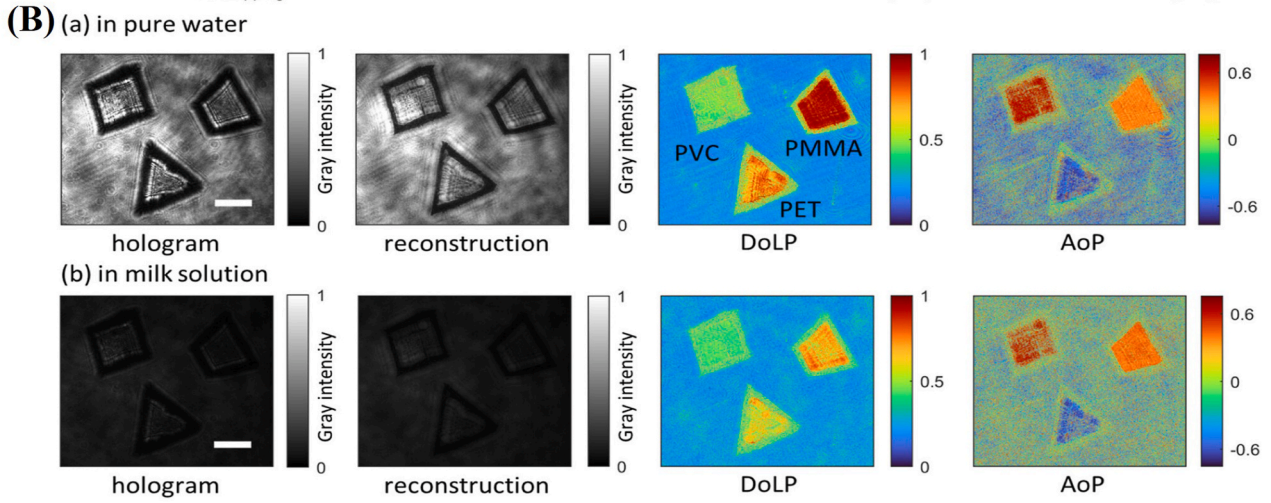 (B) (a) in pure water
1
Gray intensity
0
1
Gray intensity
0
PVC
PMMA
PET
1
0.5
0
0.6
0
-0.6
hologram
reconstruction
DoLP
AoP
(b) in milk solution
1
Gray intensity
0
1
Gray intensity
0
1
0.5
0
0.6
0
-0.6
hologram
reconstruction
DoLP
AoP